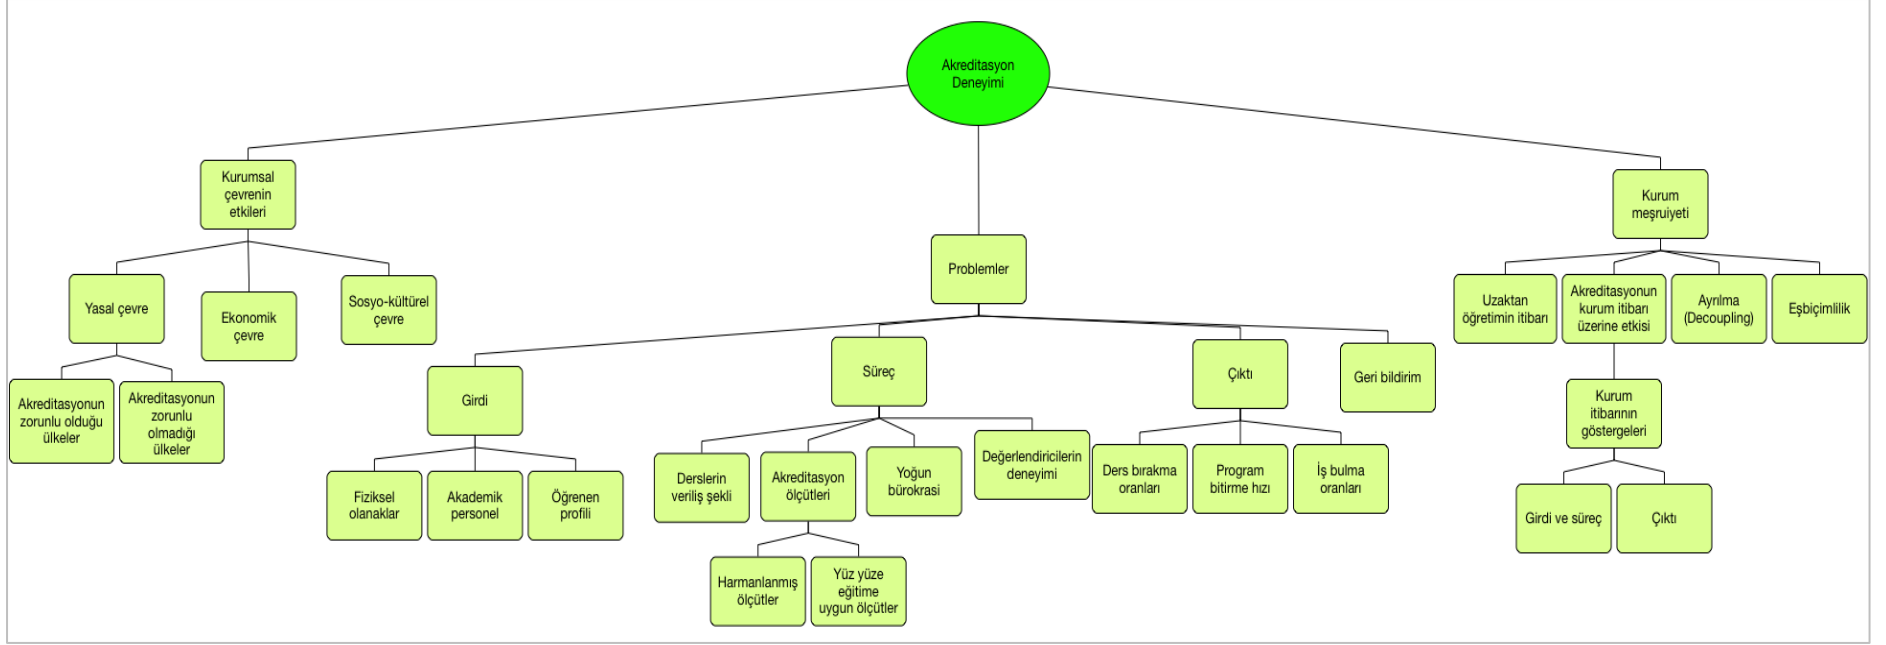 Akreditasyon
Deneyimi
Kurumsal
çevrenin
etkileri
Kurum
meşruiyeti
Problemler
Yasal çevre
Ekonomik
çevre
Sosyo-kültürel
çevre
Uzaktan
öğretimin itibarı
Akreditasyonun
kurum itibarı
üzerine etkisi
Ayrılma
(Decoupling)
Eşbiçimlilik
Akreditasyonun
zorunlu olduğu
ülkeler
Akreditasyonun
zorunlu
olmadığı
ülkeler
Girdi
Süreç
Çıktı
Geri bildirim
Kurum
itibarının
göstergeleri
Fiziksel
olanaklar
Akademik
personel
Öğrenen
profili
Derslerin
veriliş şekli
Akreditasyon
ölçütleri
Yoğun
bürokrasi
Değerlendiricilerin
deneyimi
Ders bırakma
oranları
Program
bitirme hızı
İş bulma
oranları
Girdi ve süreç
Çıktı
Harmanlanmış
ölçütler
Yüz yüze
eğitime
uygun ölçütler